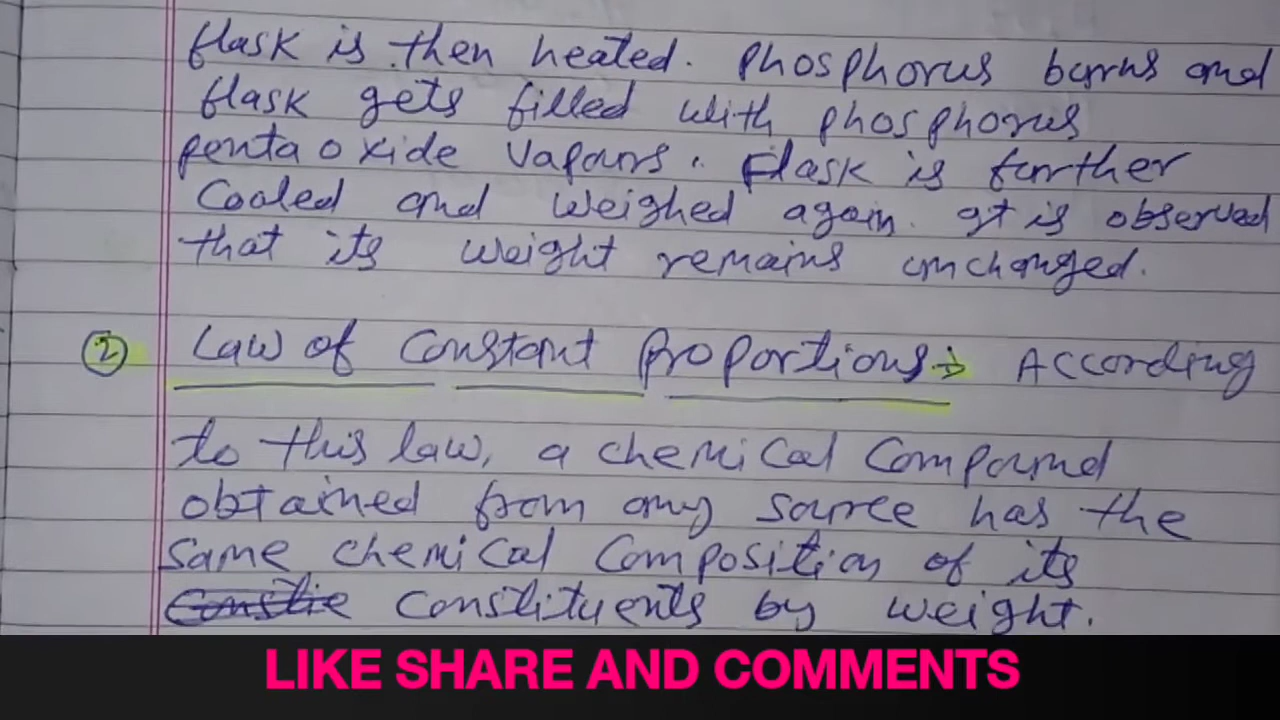 flask is then heated. Phosphorus burns and
flask gets filled with phosphorus
pentaoxide vapours. Flask is further
Cooled and weighed again. It is observed
that its weight remains unchanged.
② Law of Constant Proportions → According
to this law, a chemical Compound
obtained from any source has the
same chemical Composition of its
constituents by weight.
LIKE SHARE AND COMMENTS